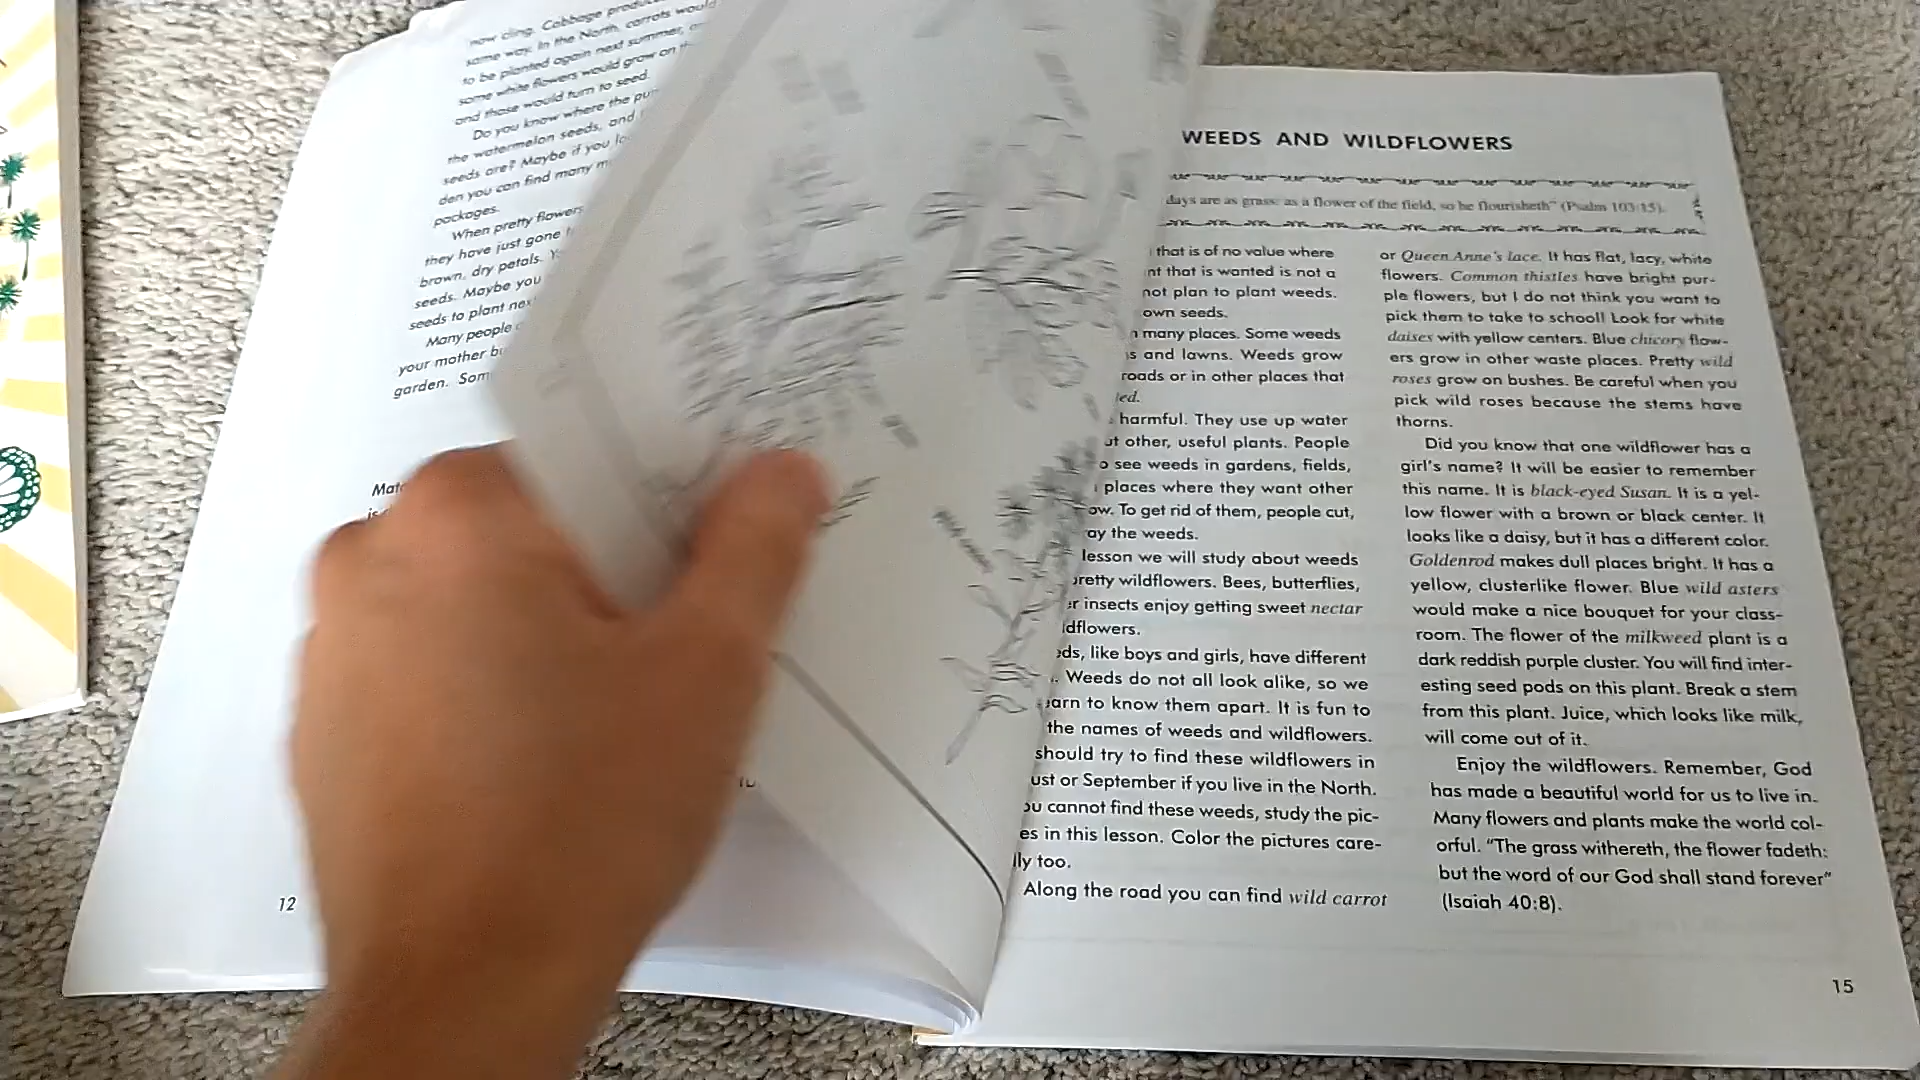 now cling. Cabbage
same way. In the North, carrots would
to be planted again next summer,
some white flowers would grow on
and those would turn to seed.
Do you know where the
the watermelon seeds, and
seeds are? Maybe if you
den you can find many
packages.
When pretty flowers
they have just gone
brown, dry petals.
seeds. Maybe you
seeds to plant
Many people
your mother
garden.
12
WEEDS AND WILDFLOWERS
days are as grass: as a flower of the field, so he flourisheth" (Psalm 103:15).
that is of no value where
that is wanted is not a
not plan to plant weeds.
own seeds.
many places. Some weeds
and lawns. Weeds grow
roads or in other places that
harmful. They use up water
other, useful plants. People
see weeds in gardens, fields,
places where they want other
To get rid of them, people cut,
the weeds.
lesson we will study about weeds
pretty wildflowers. Bees, butterflies,
insects enjoy getting sweet nectar
like boys and girls, have different
Weeds do not all look alike, so we
to know them apart. It is fun to
the names of weeds and wildflowers.
should try to find these wildflowers in
or September if you live in the North.
cannot find these weeds, study the pic-
in this lesson. Color the pictures care-
too.
Along the road you can find wild carrot
or Queen Anne's lace. It has flat, lacy, white
flowers. Common thistles have bright pur-
ple flowers, but I do not think you want to
pick them to take to school! Look for white
daises with yellow centers. Blue chicory flow-
ers grow in other waste places. Pretty wild
roses grow on bushes. Be careful when you
pick wild roses because the stems have
thorns.
Did you know that one wildflower has a
girl's name? It will be easier to remember
this name. It is black-eyed Susan. It is a yel-
low flower with a brown or black center. It
looks like a daisy, but it has a different color.
Goldenrod makes dull places bright. It has a
yellow, clusterlike flower. Blue wild asters
would make a nice bouquet for your class-
room. The flower of the milkweed plant is a
dark reddish purple cluster. You will find inter-
esting seed pods on this plant. Break a stem
from this plant. Juice, which looks like milk,
will come out of it.
Enjoy the wildflowers. Remember, God
has made a beautiful world for us to live in.
Many flowers and plants make the world col-
orful. "The grass withereth, the flower fadeth:
but the word of our God shall stand forever"
(Isaiah 40:8).
15